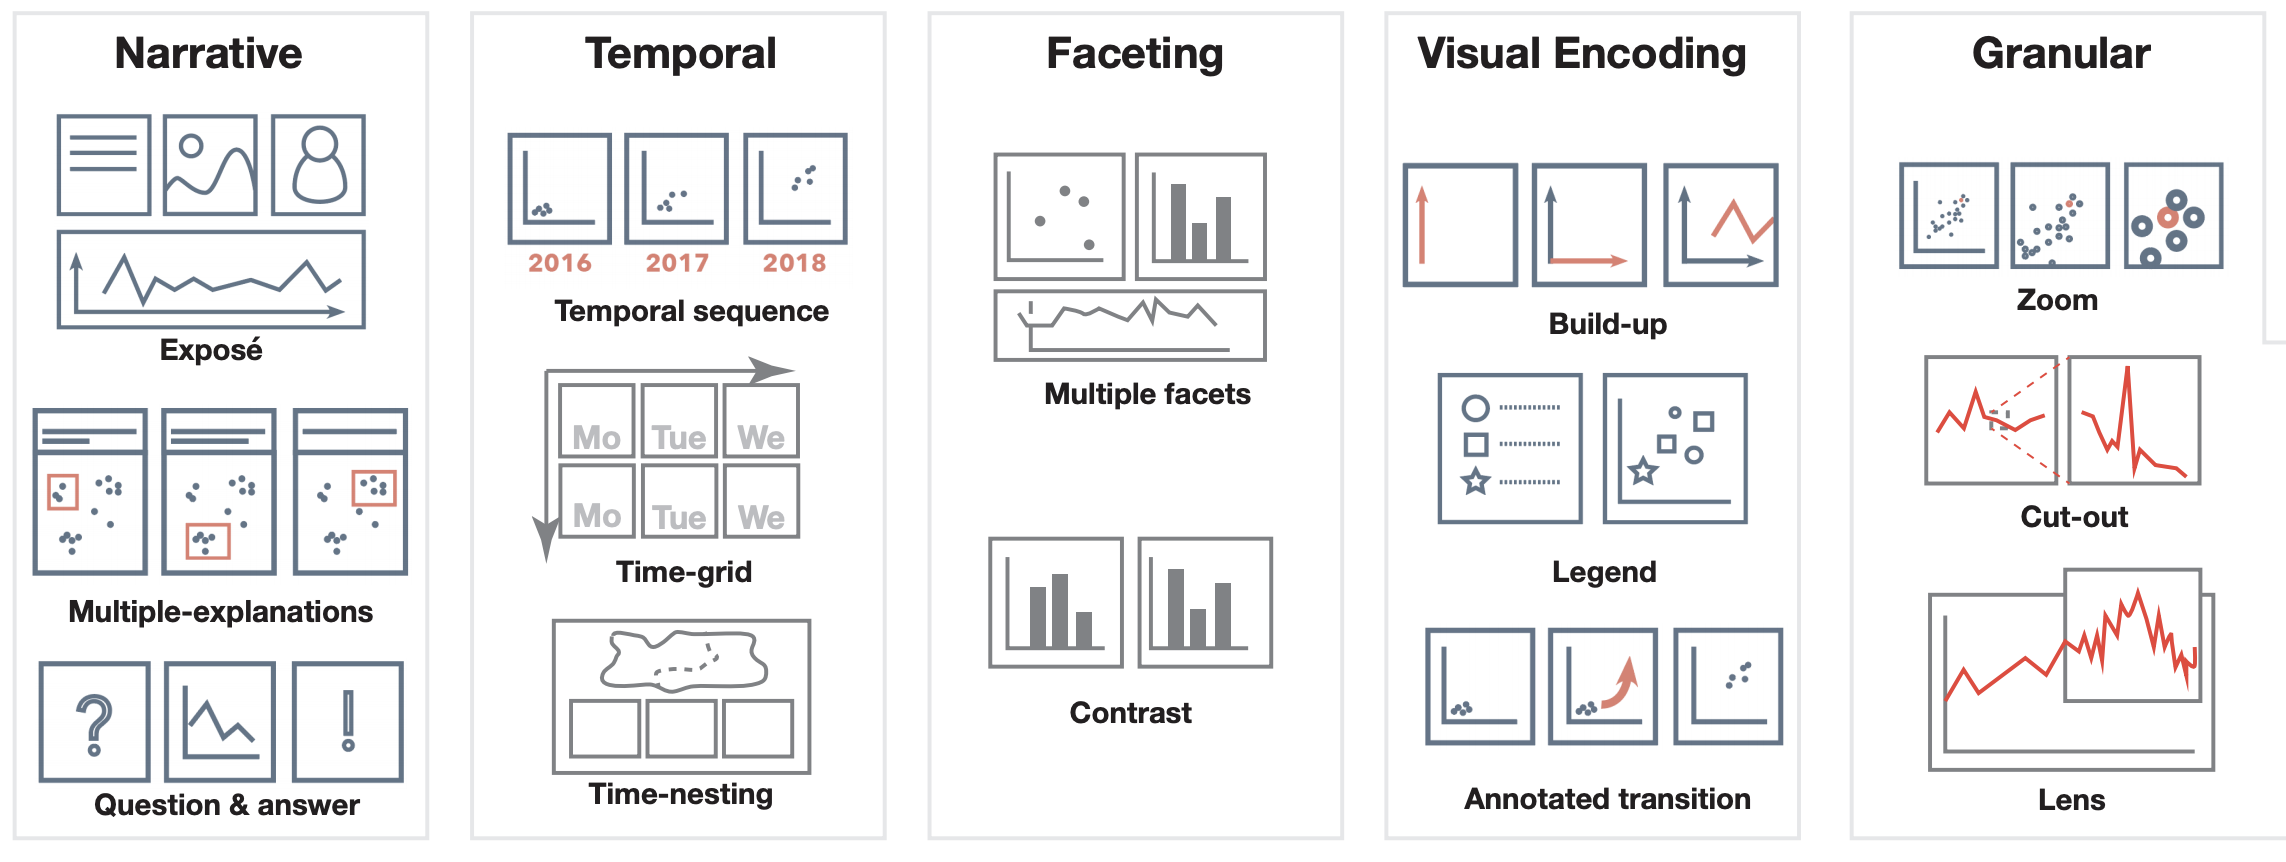 Narrative
Exposé
Multiple-explanations
?
!
Question & answer
Temporal
2016 2017 2018
Temporal sequence
Mo Tue We
Mo Tue We
Time-grid
Time-nesting
Faceting
Multiple facets
Contrast
Visual Encoding
Build-up
Legend
Annotated transition
Granular
Zoom
Cut-out
Lens